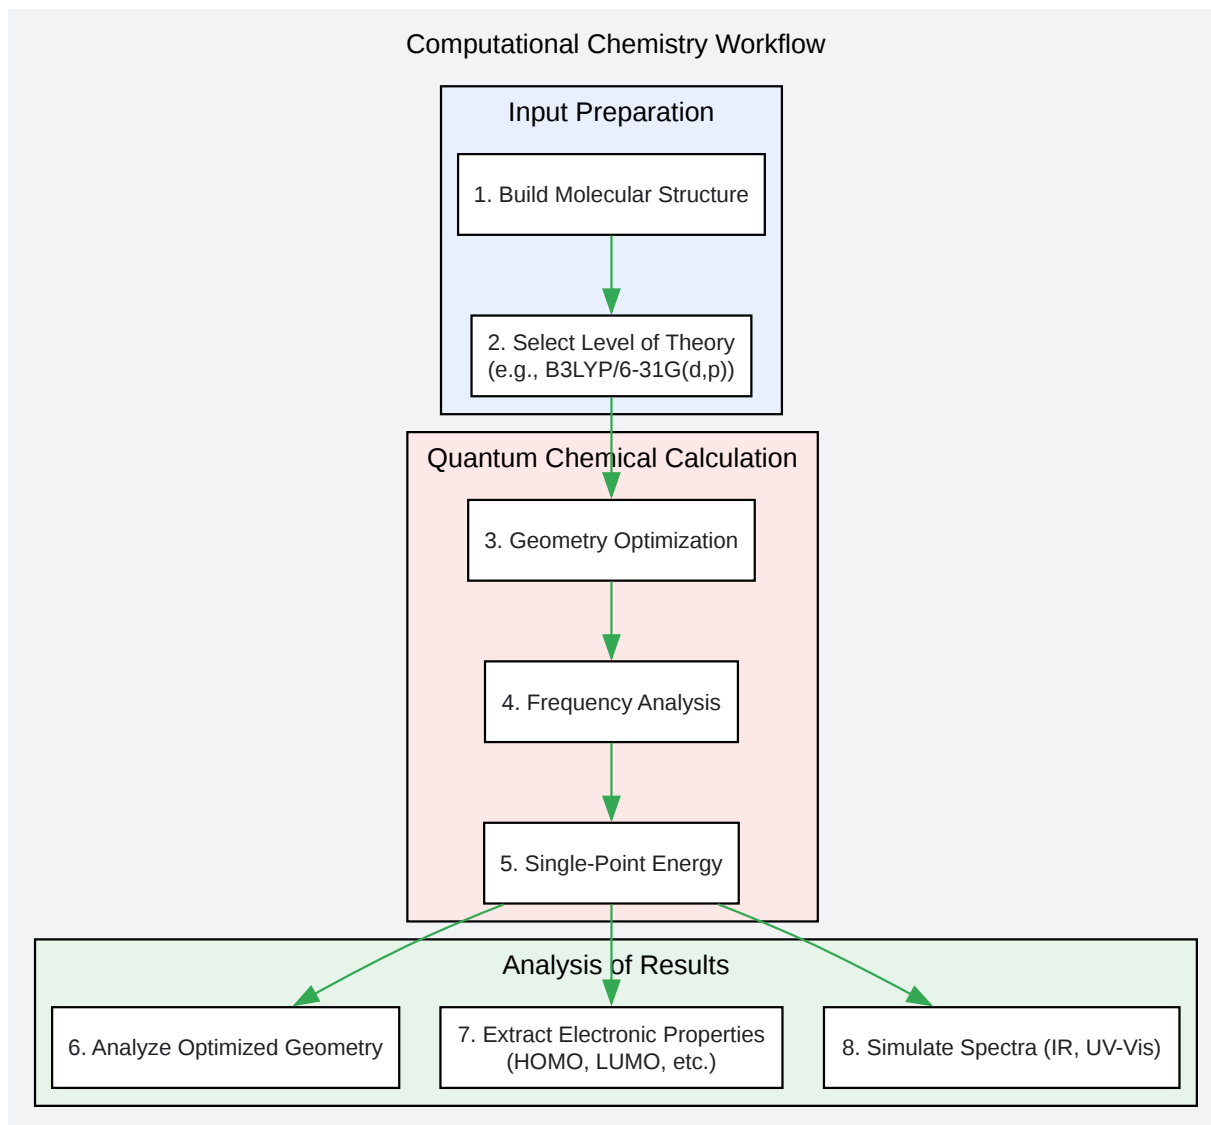 Computational Chemistry Workflow
Input Preparation
1. Build Molecular Structure
2. Select Level of Theory
(e.g., B3LYP/6-31G(d,p))
Quantum Chemical Calculation
3. Geometry Optimization
4. Frequency Analysis
5. Single-Point Energy
Analysis of Results
6. Analyze Optimized Geometry
7. Extract Electronic Properties
(HOMO, LUMO, etc.)
8. Simulate Spectra (IR, UV-Vis)